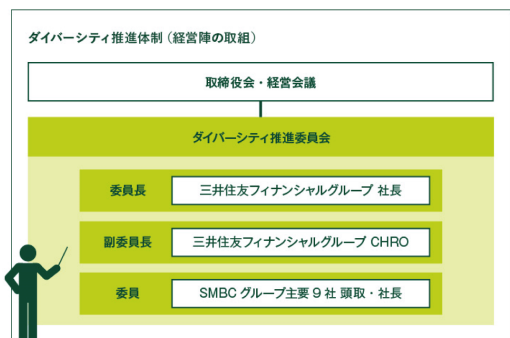 ダイバーシティ推進体制（経営陣の取組）
取締役会・経営会議
ダイバーシティ推進委員会
委員長 三井住友フィナンシャルグループ 社長
副委員長 三井住友フィナンシャルグループ CHRO
委員 SMBCグループ主要9社 頭取・社長